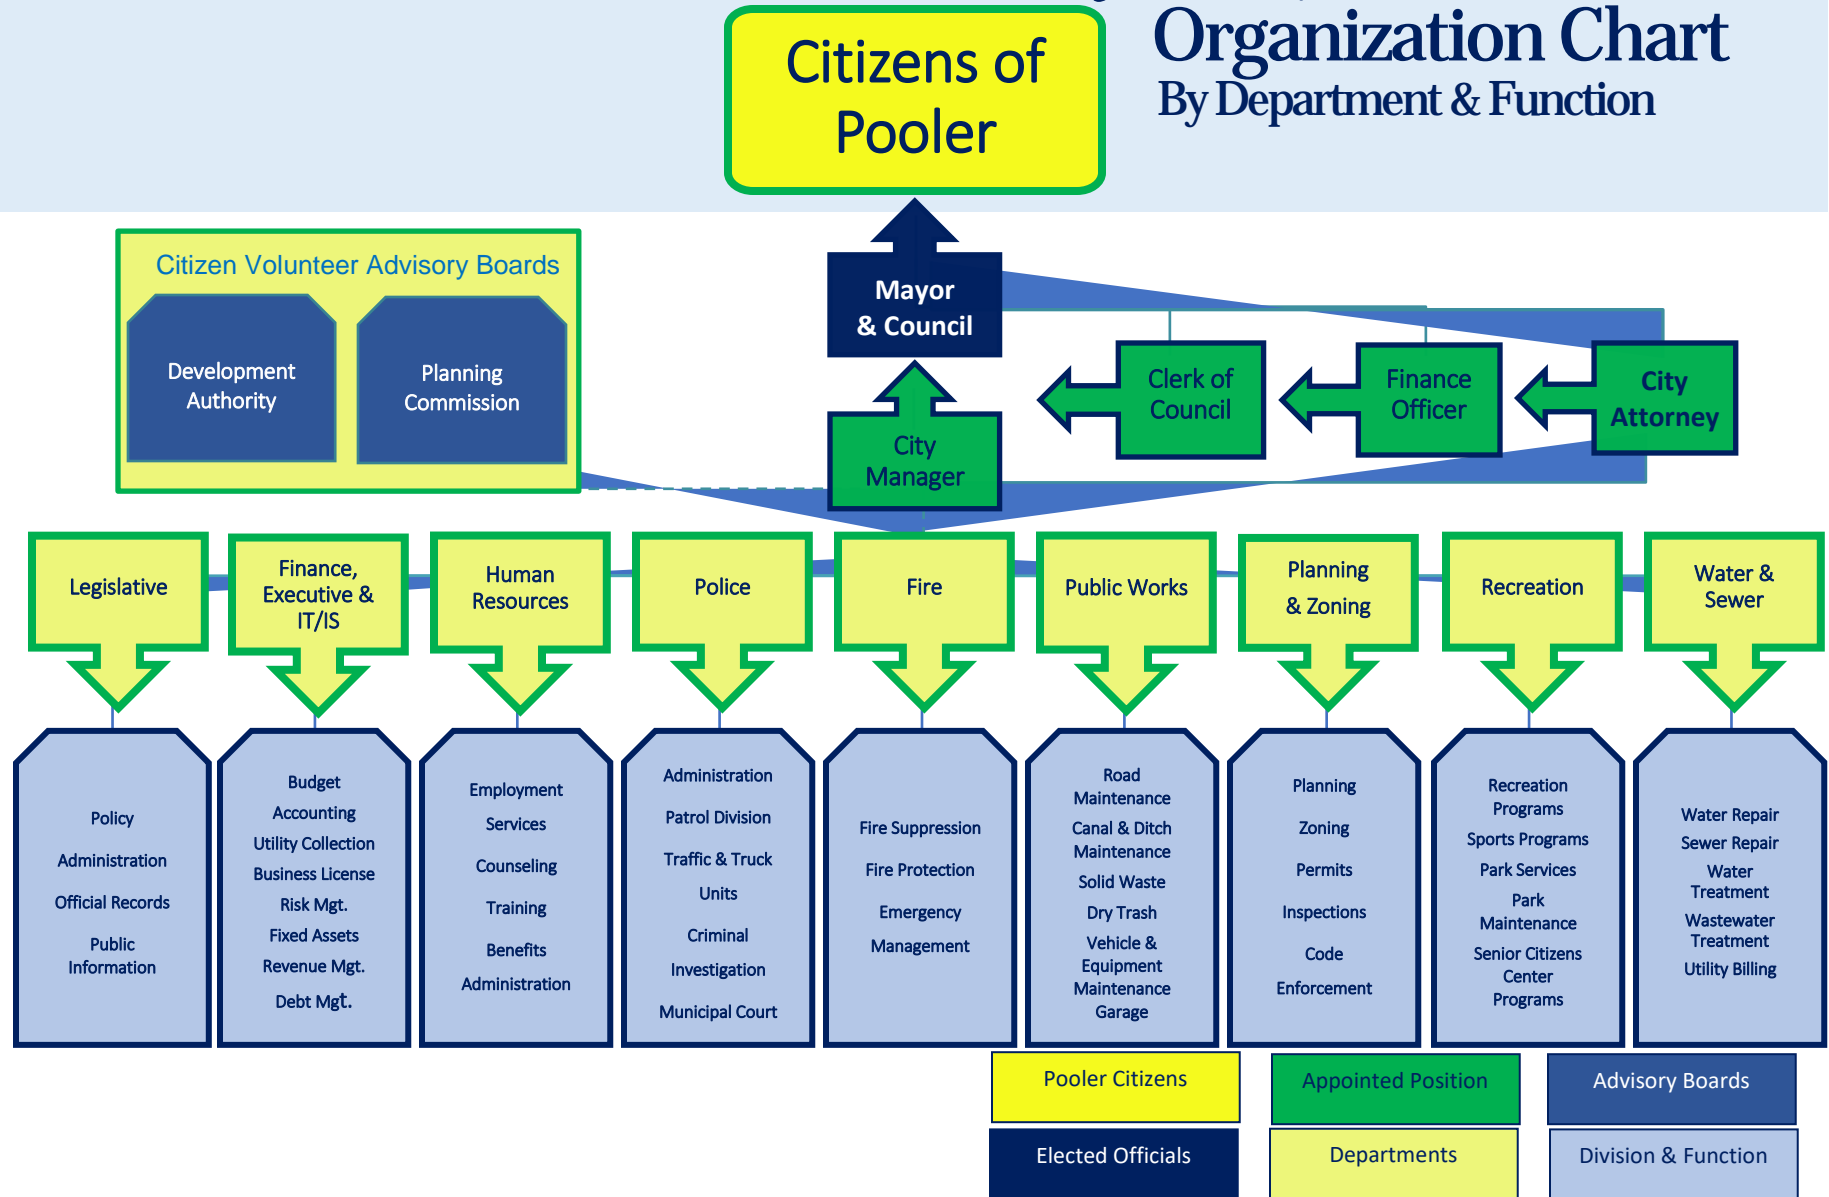 Organization Chart
By Department & Function
Citizens of
Pooler
Citizen Volunteer Advisory Boards
Development
Authority
Planning
Commission
Mayor
& Council
City
Manager
Clerk of
Council
Finance
Officer
City
Attorney
Legislative
Finance,
Executive &
IT/IS
Human
Resources
Police
Fire
Public Works
Planning
& Zoning
Recreation
Water &
Sewer
Policy
Administration
Official Records
Public
Information
Budget
Accounting
Utility Collection
Business License
Risk Mgt.
Fixed Assets
Revenue Mgt.
Debt Mgt.
Employment
Services
Counseling
Training
Benefits
Administration
Administration
Patrol Division
Traffic & Truck
Units
Criminal
Investigation
Municipal Court
Fire Suppression
Fire Protection
Emergency
Management
Road
Maintenance
Canal & Ditch
Maintenance
Solid Waste
Dry Trash
Vehicle &
Equipment
Maintenance
Garage
Planning
Zoning
Permits
Inspections
Code
Enforcement
Recreation
Programs
Sports Programs
Park Services
Park
Maintenance
Senior Citizens
Center
Programs
Water Repair
Sewer Repair
Water
Treatment
Wastewater
Treatment
Utility Billing
Pooler Citizens
Appointed Position
Advisory Boards
Elected Officials
Departments
Division & Function